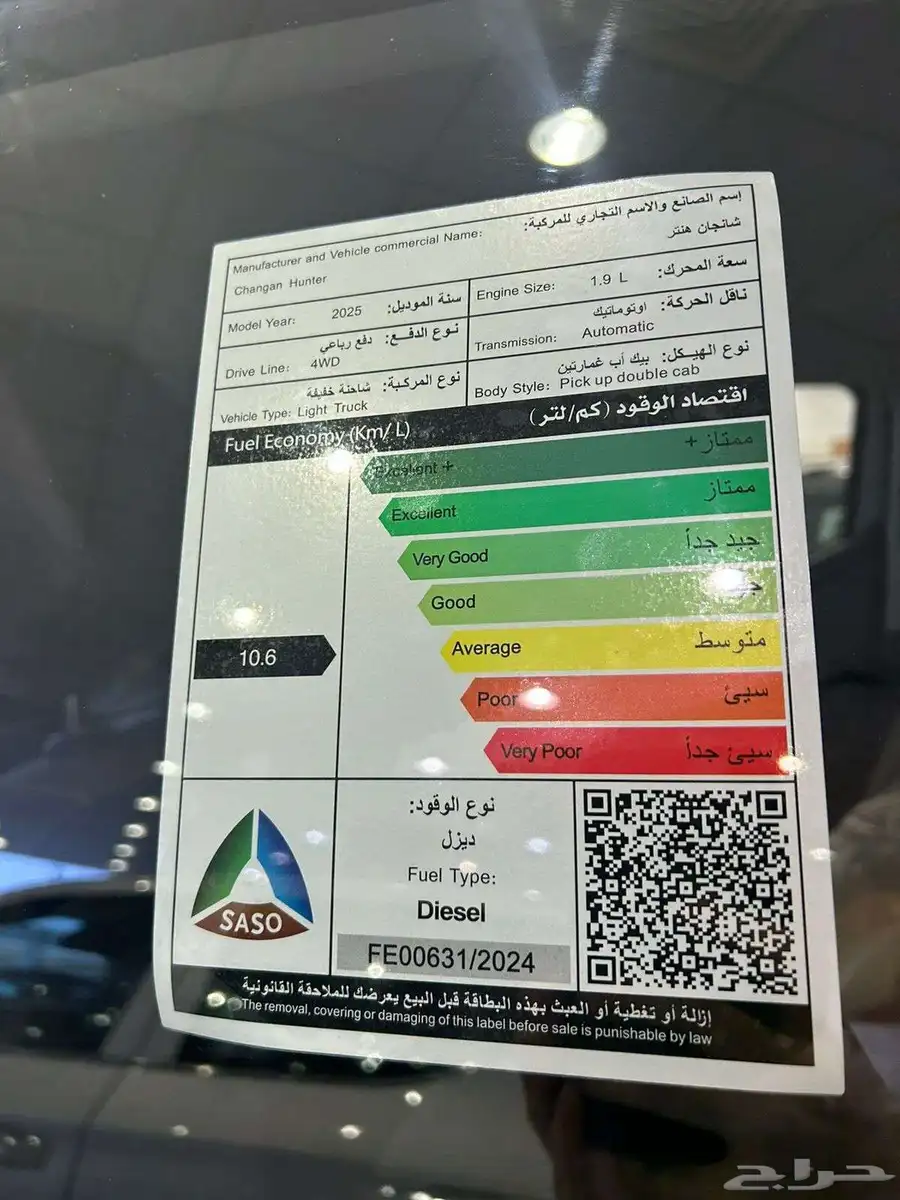 إسم الصانع والاسم التجاري للمركبة:
شانجان هنتر
Manufacturer and Vehicle commercial Name:
Changan Hunter
سنة الموديل:
Model Year: 2025
سعة المحرك:
Engine Size: 1.9 L
نوع الدفـع: دفع رباعي
Drive Line: 4WD
ناقل الحركة: اوتوماتيك
Transmission: Automatic
نوع المركبة: شاحنة خفيفة
Vehicle Type: Light Truck
نوع الهيـكل: بيك أب غمارتين
Body Style: Pick up double cab
اقتصاد الوقود (كم/لتر)
Fuel Economy (Km/ L)
Excellent + ممتاز +
Excellent ممتاز
Very Good جيد جداً
Good
Average متوسط
Poor سيئ
Very Poor سيئ جداً
10.6
SASO
نوع الوقود:
ديزل
Fuel Type:
Diesel
FE00631/2024
إزالة أو تغطية أو العبث بهذه البطاقة قبل البيع يعرضك للملاحقة القانونية
The removal, covering or damaging of this label before sale is punishable by law
حراج